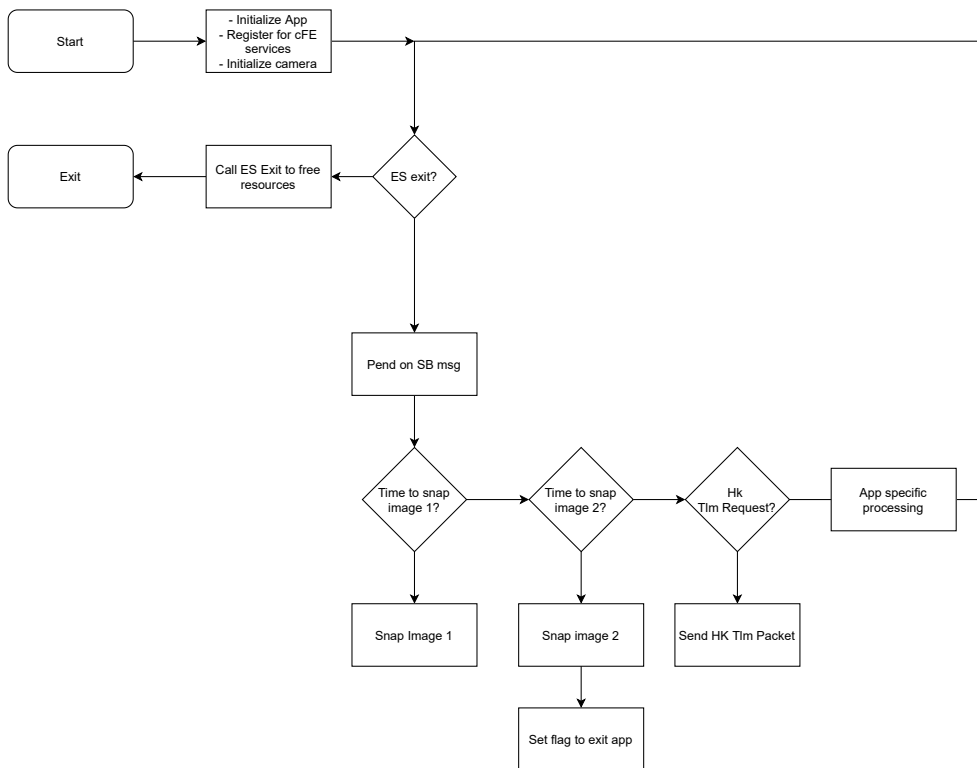 Start
- Initialize App
- Register for cFE
services
- Initialize camera
Exit
Call ES Exit to free
resources
ES exit?
Pend on SB msg
Time to snap
image 1?
Time to snap
image 2?
Hk
Tlm Request?
App specific
processing
Snap Image 1
Snap image 2
Send HK Tlm Packet
Set flag to exit app